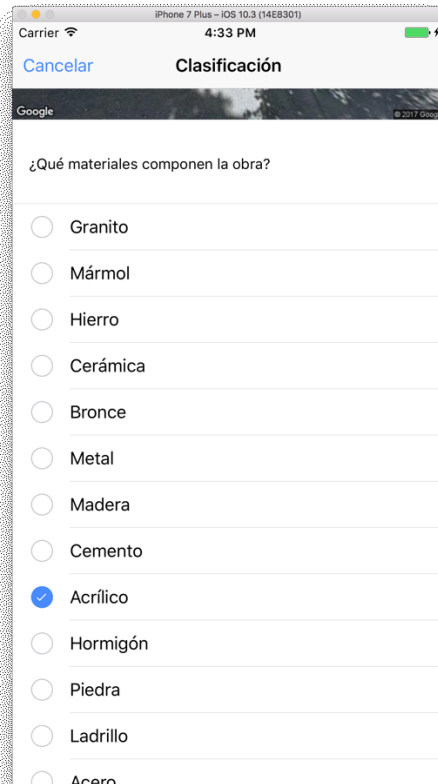 iPhone 7 Plus – iOS 10.3 (14E8301)
Carrier 4:33 PM
Cancelar Clasificación
Google © 2017 Goog
¿Qué materiales componen la obra?
Granito
Mármol
Hierro
Cerámica
Bronce
Metal
Madera
Cemento
Acrílico
Hormigón
Piedra
Ladrillo
Acero